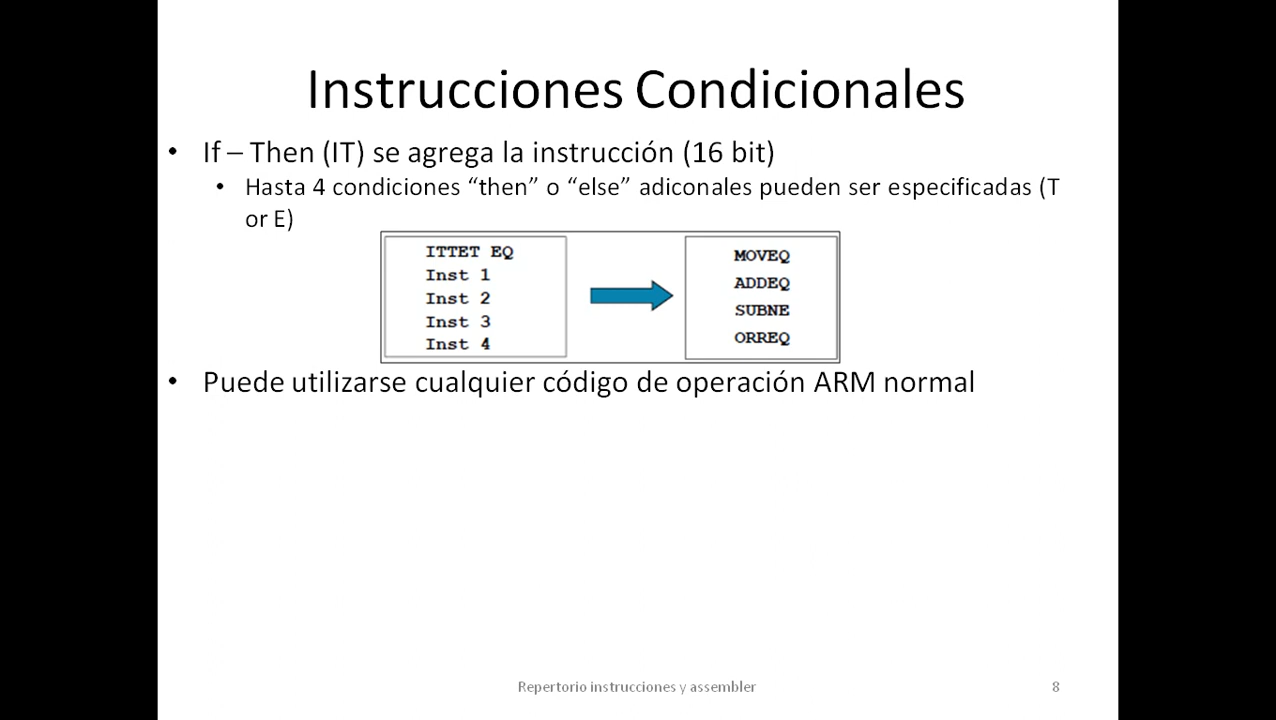 Instrucciones Condicionales
• If – Then (IT) se agrega la instrucción (16 bit)
• Hasta 4 condiciones “then” o “else” adiconales pueden ser especificadas (T
or E)
ITTET EQ
Inst 1
Inst 2
Inst 3
Inst 4
MOVEQ
ADDEQ
SUBNE
ORREQ
• Puede utilizarse cualquier código de operación ARM normal
Repertorio instrucciones y assembler
8